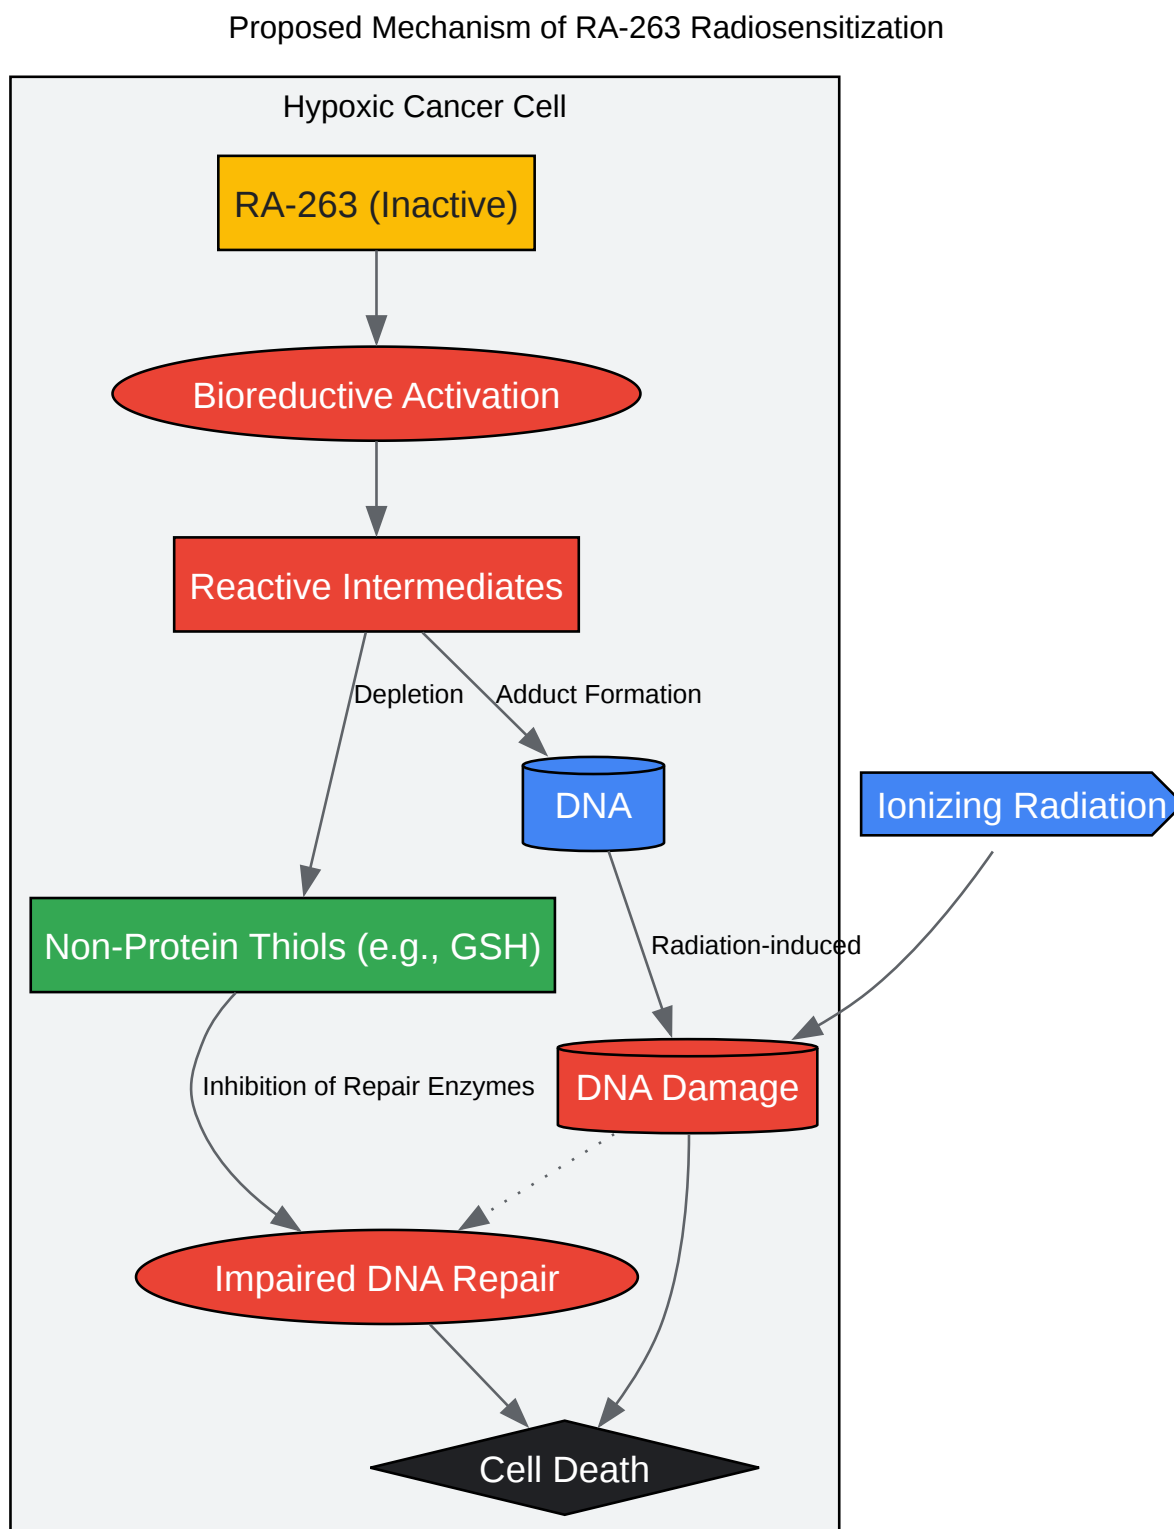 Proposed Mechanism of RA-263 Radiosensitization
Hypoxic Cancer Cell
RA-263 (Inactive)
Bioreductive Activation
Reactive Intermediates
Depletion
Adduct Formation
DNA
Ionizing Radiation
Non-Protein Thiols (e.g., GSH)
Radiation-induced
Inhibition of Repair Enzymes
DNA Damage
Impaired DNA Repair
Cell Death